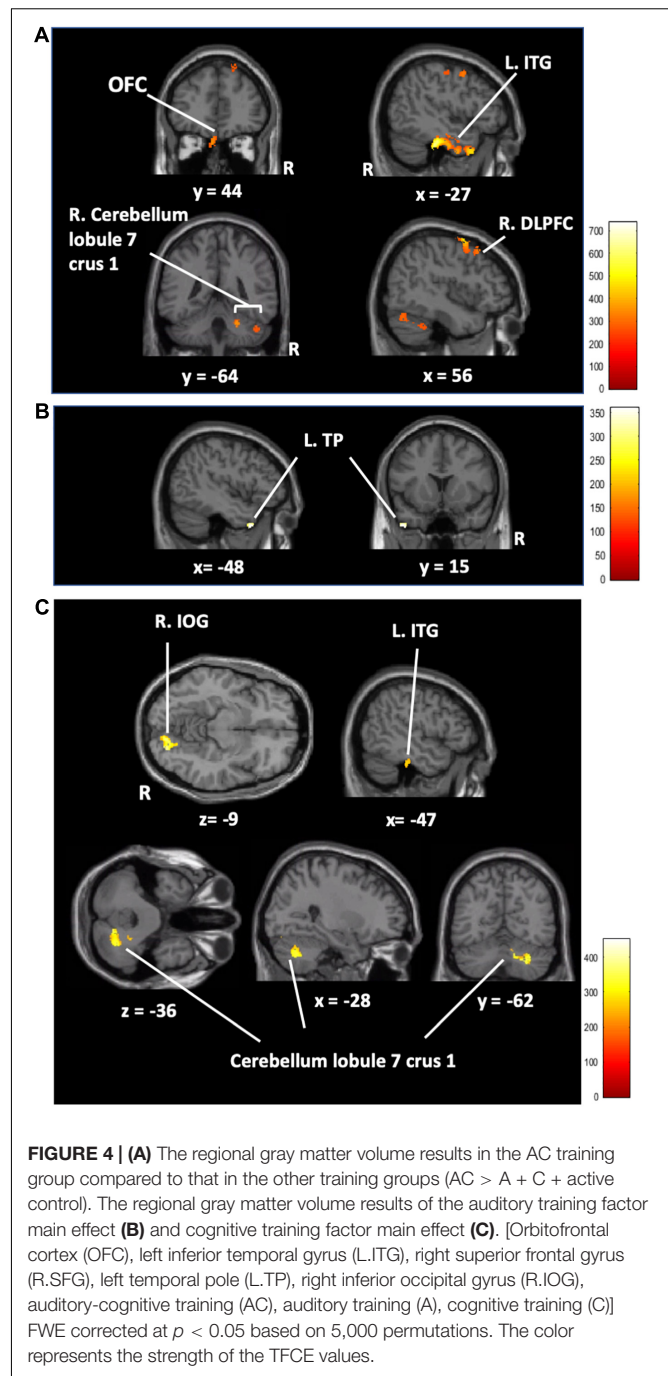 A
OFC
L. ITG
R
y = 44
x = -27
R. Cerebellum
lobule 7
crus 1
R. DLPFC
R
y = -64
x = 56
700
600
500
400
300
200
100
0
B
L. TP
R
x= -48
y = 15
350
300
250
200
150
100
50
0
C
R. IOG
L. ITG
R
z= -9
x= -47
z = -36
x = -28
y = -62
Cerebellum lobule 7 crus 1
400
300
200
100
0
FIGURE 4 | (A) The regional gray matter volume results in the AC training
group compared to that in the other training groups (AC > A + C + active
control). The regional gray matter volume results of the auditory training factor
main effect (B) and cognitive training factor main effect (C). [Orbitofrontal
cortex (OFC), left inferior temporal gyrus (L.ITG), right superior frontal gyrus
(R.SFG), left temporal pole (L.TP), right inferior occipital gyrus (R.IOG),
auditory-cognitive training (AC), auditory training (A), cognitive training (C)]
FWE corrected at p < 0.05 based on 5,000 permutations. The color
represents the strength of the TFCE values.